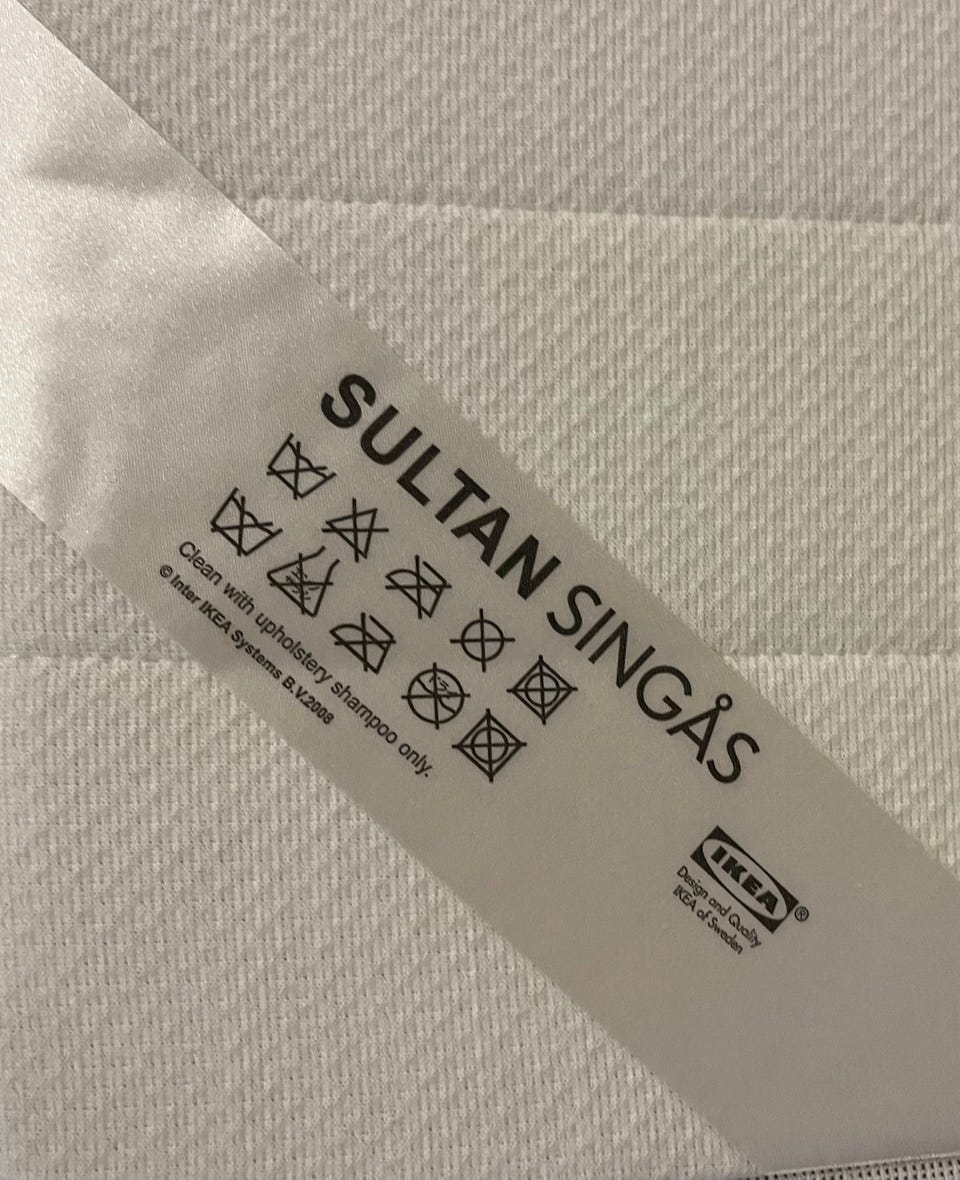 SULTAN SINGÅS
Clean with upholstery shampoo only.
© Inter IKEA Systems B.V.2008
IKEA®
Design and Quality
IKEA of Sweden